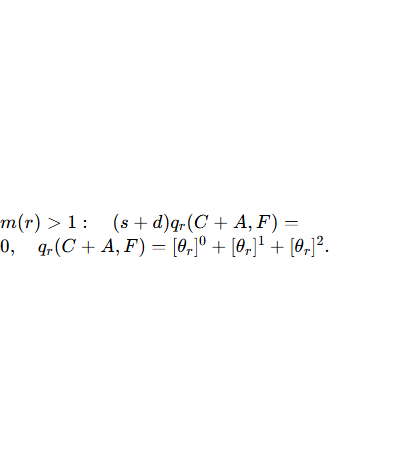 m(r) > 1 : (s + d)q_r(C + A, F) =
0, q_r(C + A, F) = [θ_r]^0 + [θ_r]^1 + [θ_r]^2.